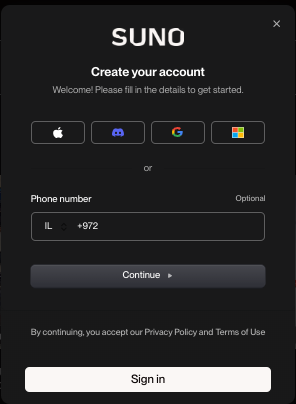 SUNO
Create your account
Welcome! Please fill in the details to get started.
or
Phone number Optional
IL +972
Continue
By continuing, you accept our Privacy Policy and Terms of Use
Sign in